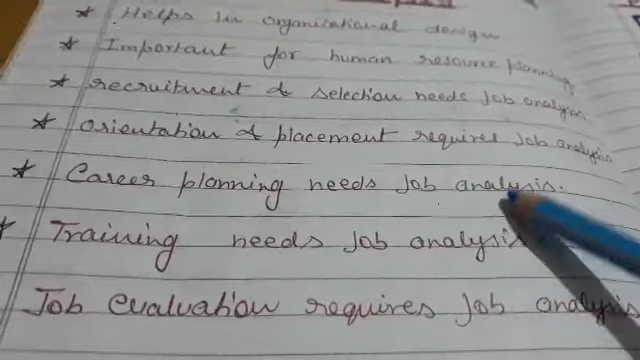 ★ Helps in organisational design
★ Important for human resource planning
★ recruitment & selection needs Job analysis
★ orientation & placement requires Job analysis
★ Career planning needs Job analysis.
★ Training needs Job analysis
Job evaluation requires Job analysis